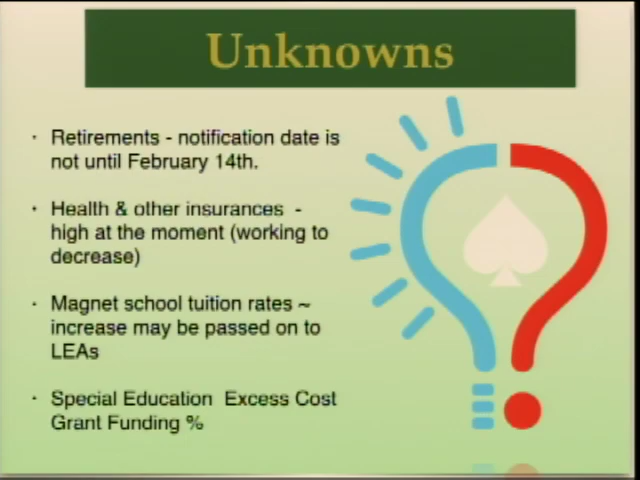 Unknowns
· Retirements - notification date is
not until February 14th.
· Health & other insurances -
high at the moment (working to
decrease)
· Magnet school tuition rates ~
increase may be passed on to
LEAs
· Special Education Excess Cost
Grant Funding %